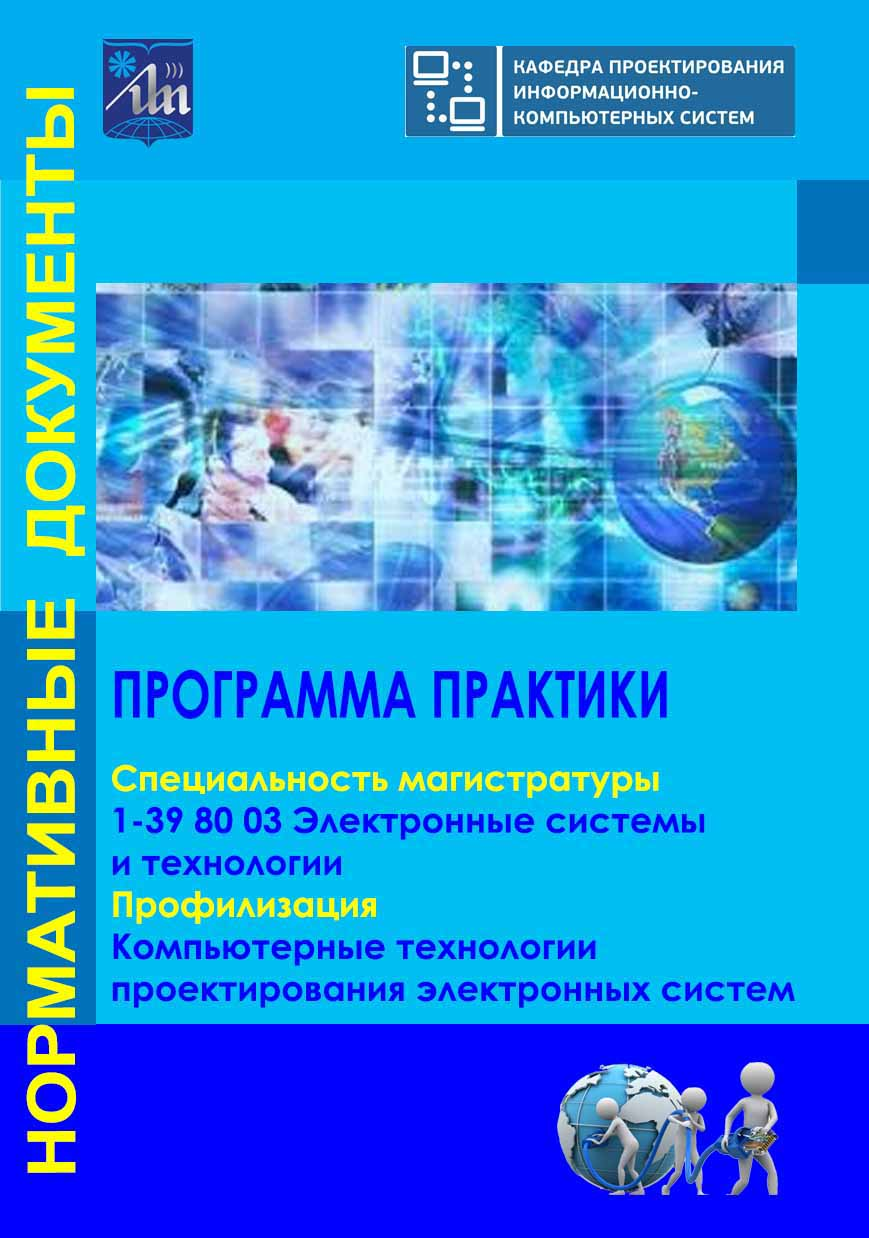 КАФЕДРА ПРОЕКТИРОВАНИЯ
ИНФОРМАЦИОННО-
КОМПЬЮТЕРНЫХ СИСТЕМ
НОРМАТИВНЫЕ ДОКУМЕНТЫ
ПРОГРАММА ПРАКТИКИ
Специальность магистратуры
1-39 80 03 Электронные системы
и технологии
Профилизация
Компьютерные технологии
проектирования электронных систем